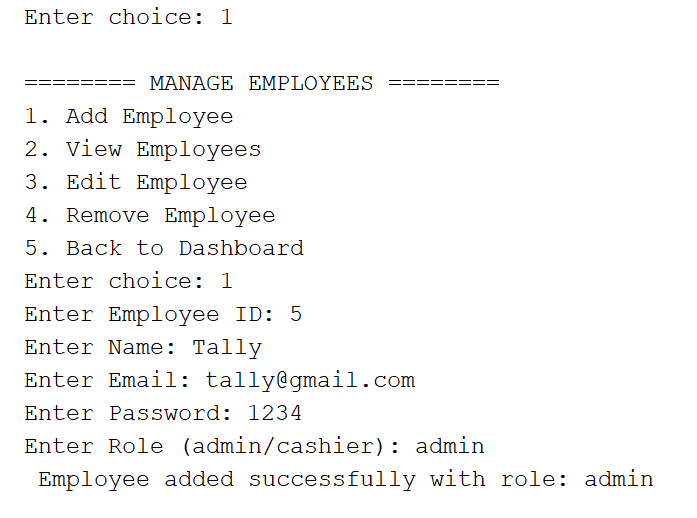 Enter choice: 1
======== MANAGE EMPLOYEES ========
1. Add Employee
2. View Employees
3. Edit Employee
4. Remove Employee
5. Back to Dashboard
Enter choice: 1
Enter Employee ID: 5
Enter Name: Tally
Enter Email: tally@gmail.com
Enter Password: 1234
Enter Role (admin/cashier): admin
 Employee added successfully with role: admin